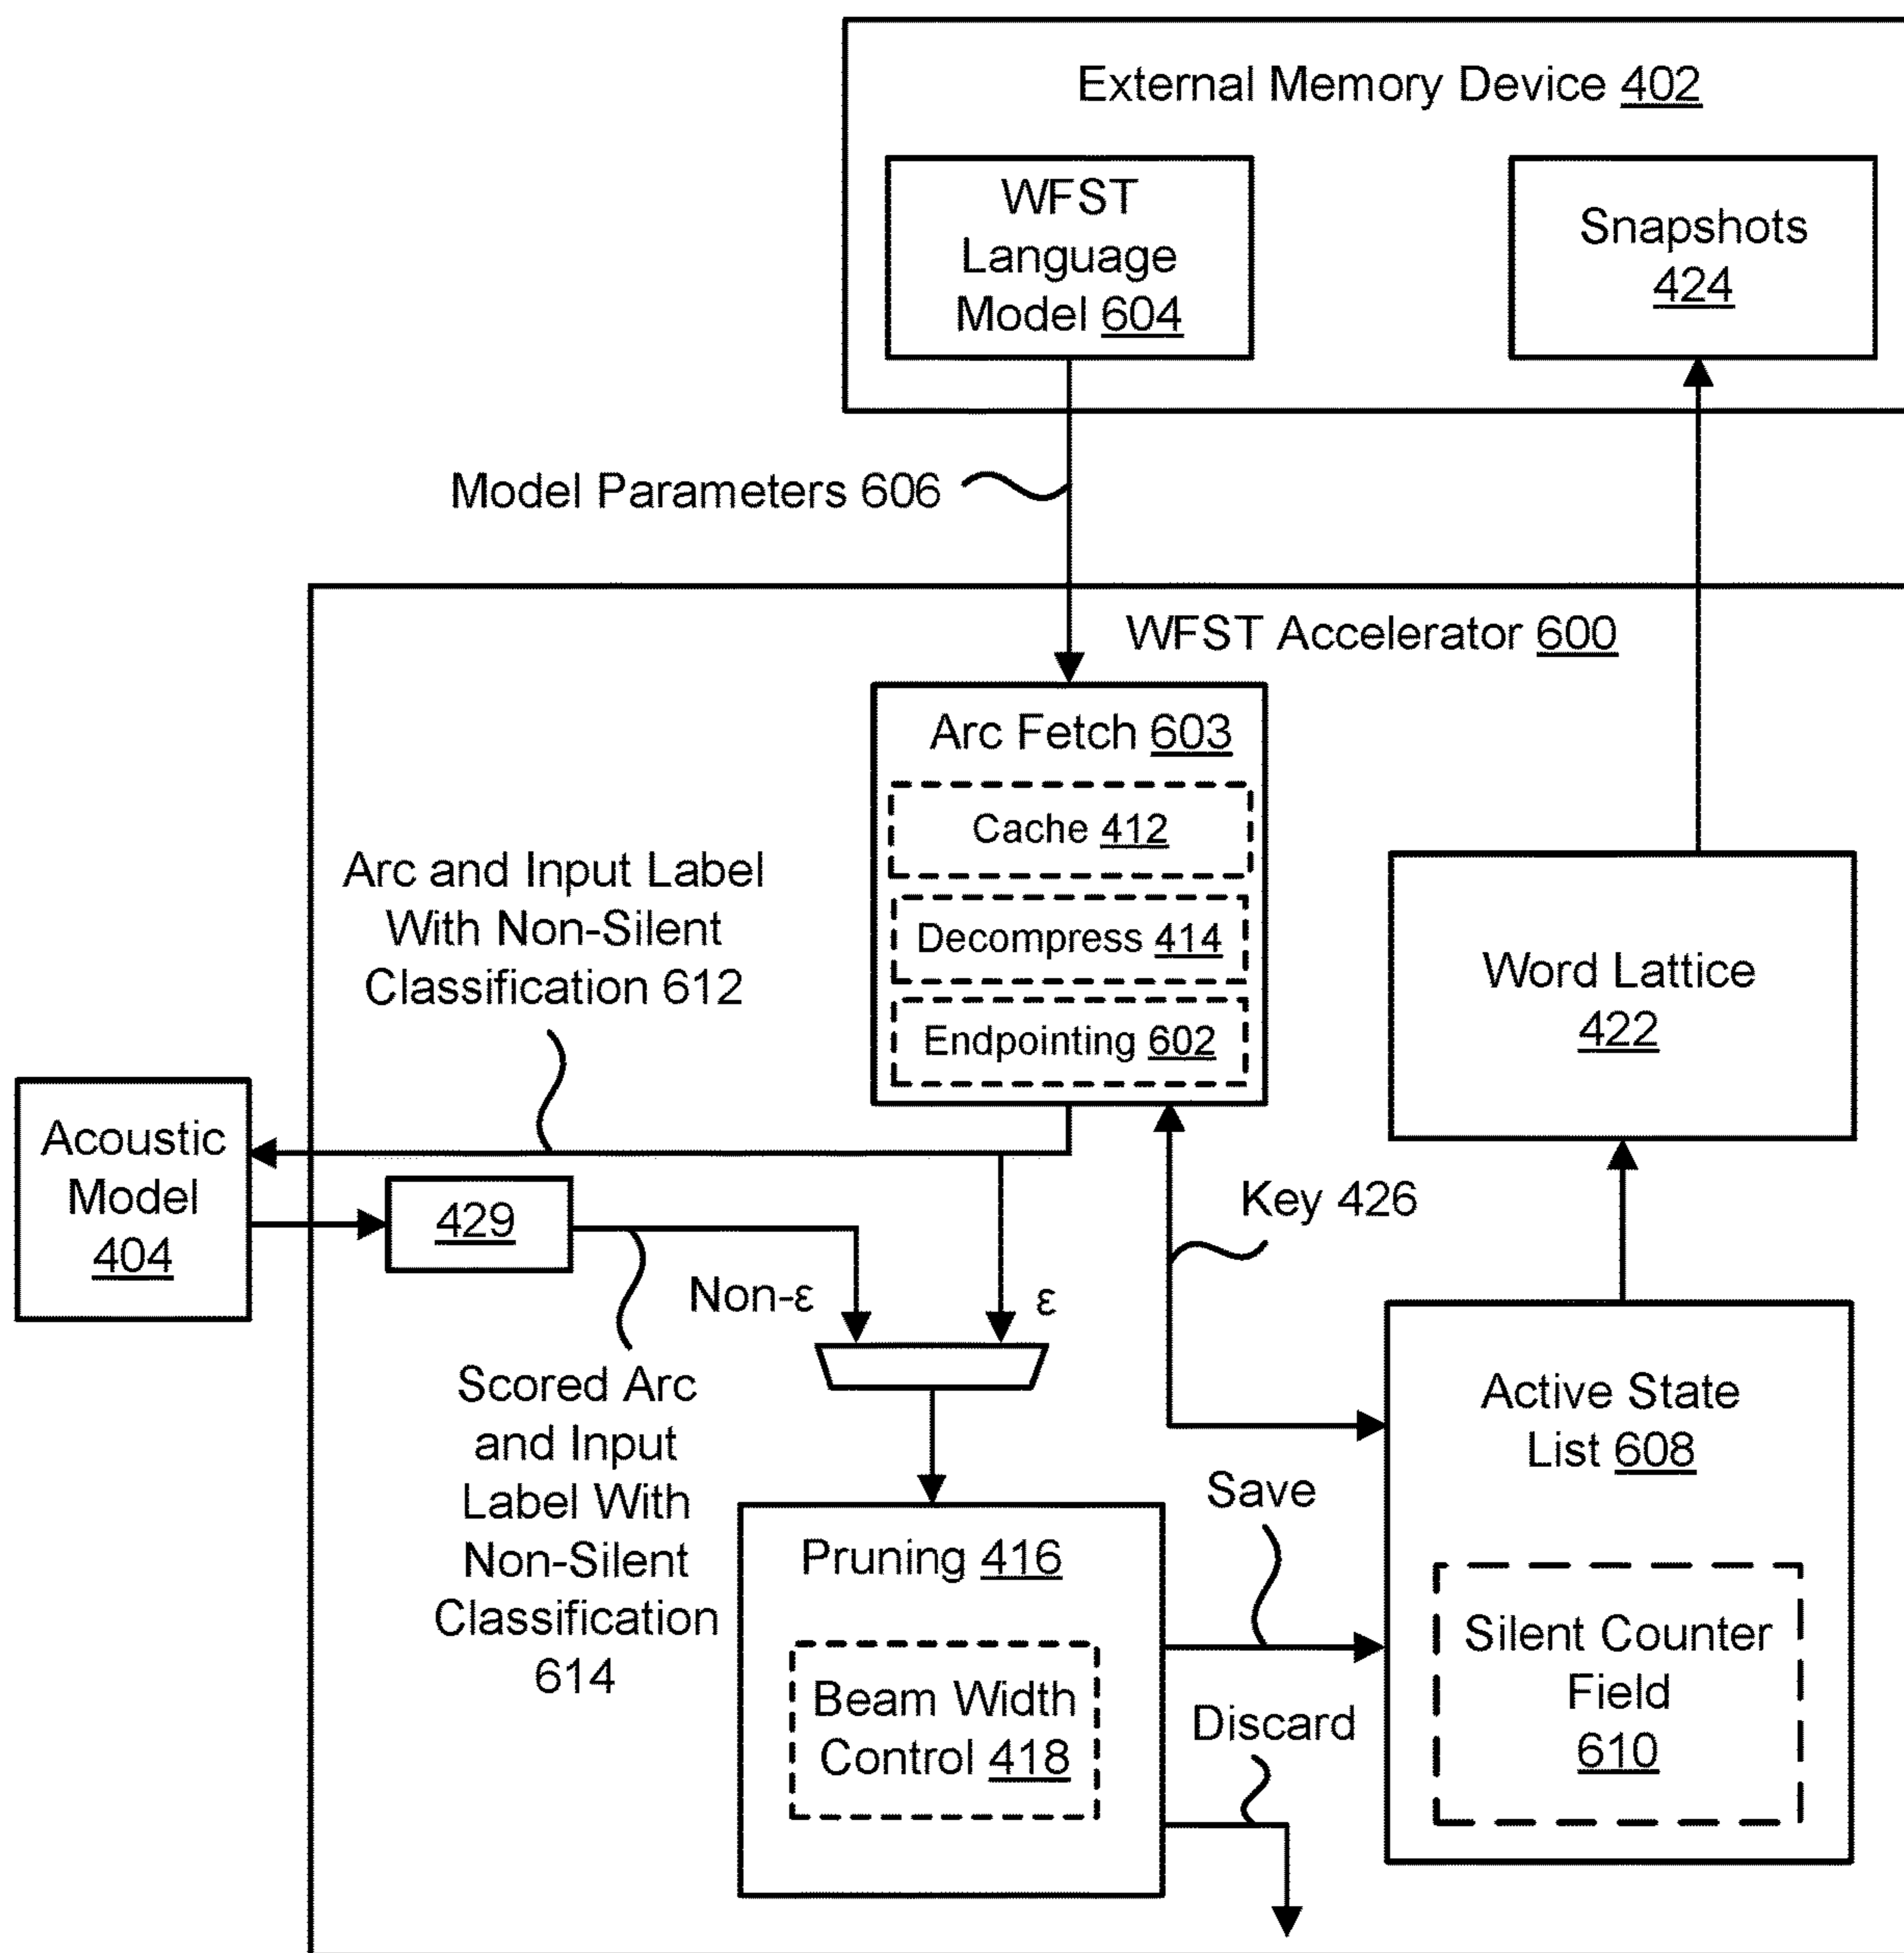 External Memory Device 402
WFST
Language
Model 604
Snapshots
424
Model Parameters 606
WFST Accelerator 600
Arc Fetch 603
Cache 412
Decompress 414
Endpointing 602
Arc and Input Label
With Non-Silent
Classification 612
Word Lattice
422
Acoustic
Model
404
429
Key 426
Non-ε
ε
Scored Arc
and Input
Label With
Non-Silent
Classification
614
Active State
List 608
Save
Pruning 416
Silent Counter
Field
610
Beam Width
Control 418
Discard